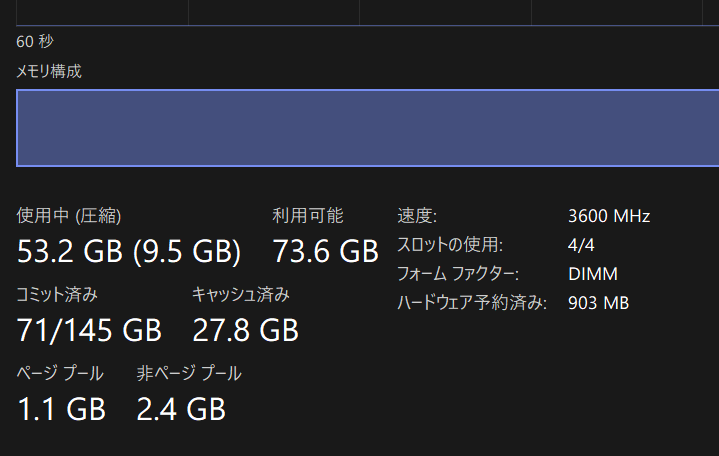 60 秒
メモリ構成
使用中 (圧縮)
53.2 GB (9.5 GB)
利用可能
73.6 GB
コミット済み
71/145 GB
キャッシュ済み
27.8 GB
ページ プール
1.1 GB
非ページ プール
2.4 GB
速度: 3600 MHz
スロットの使用: 4/4
フォーム ファクター: DIMM
ハードウェア予約済み: 903 MB